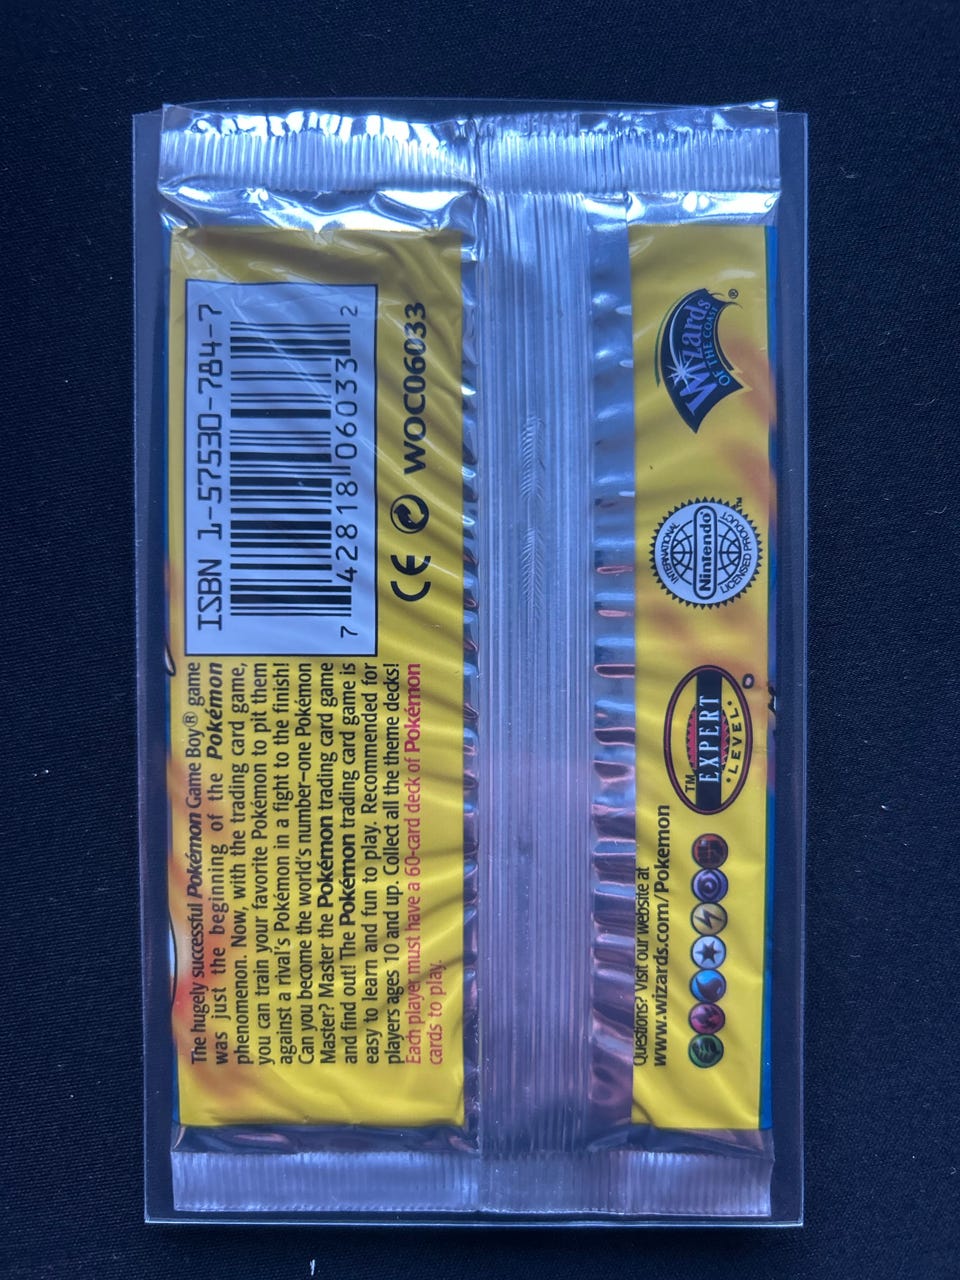 ISBN 1-57530-784-7
7 42818 06033 2
CE WOC06033
The hugely successful Pokémon Game Boy® game
was just the beginning of the Pokémon
phenomenon. Now, with the trading card game,
you can train your favorite Pokémon to pit them
against a rival's Pokémon in a fight to the finish!
Can you become the world's number-one Pokémon
Master? Master the Pokémon trading card game
and find out! The Pokémon trading card game is
easy to learn and fun to play. Recommended for
players ages 10 and up. Collect all the theme decks!
Each player must have a 60-card deck of Pokémon
cards to play.
Wizards
OF THE COAST
®
INTERNATIONAL
Nintendo®
LICENSED PRODUCT
™
TM
EXPERT
LEVEL
Questions? Visit our website at
www.wizards.com/Pokemon